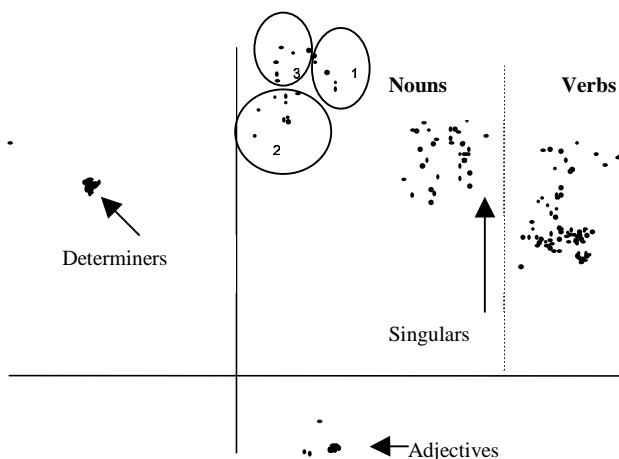 3
1
Nouns Verbs
2
Determiners
Singulars
Adjectives